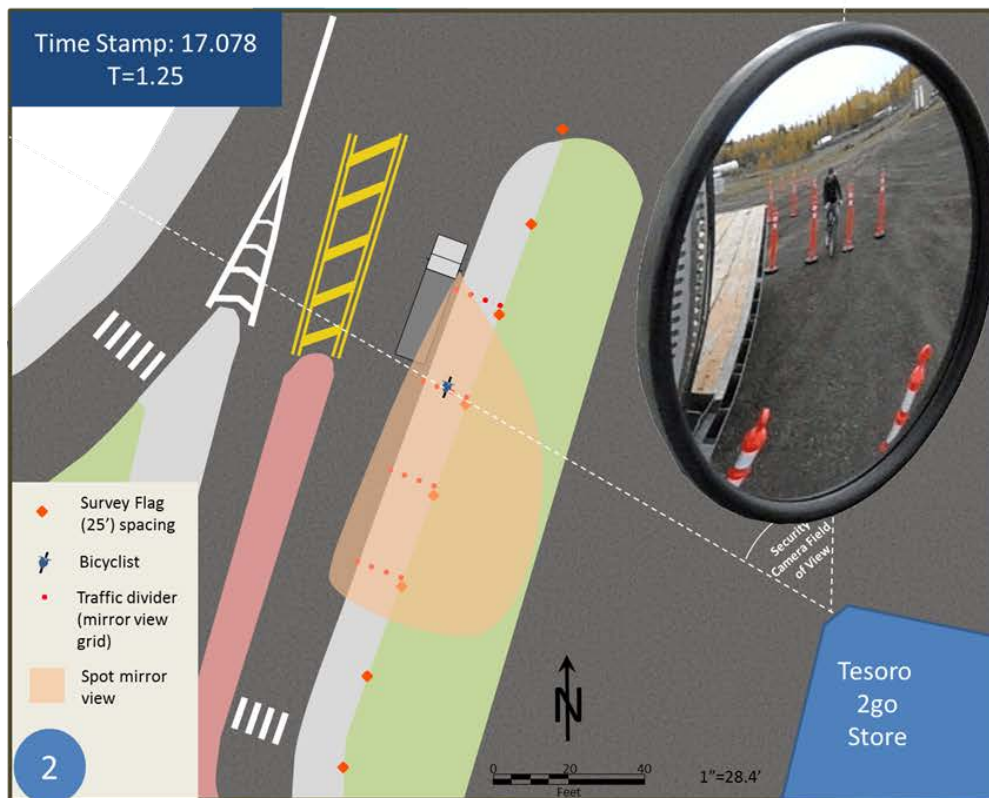 Time Stamp: 17.078
T=1.25
Survey Flag
(25’) spacing
Bicyclist
Traffic divider
(mirror view
grid)
Spot mirror
view
2
Security
Camera Field
of View
Tesoro
2go
Store
N
0 20 40
Feet
1"=28.4’